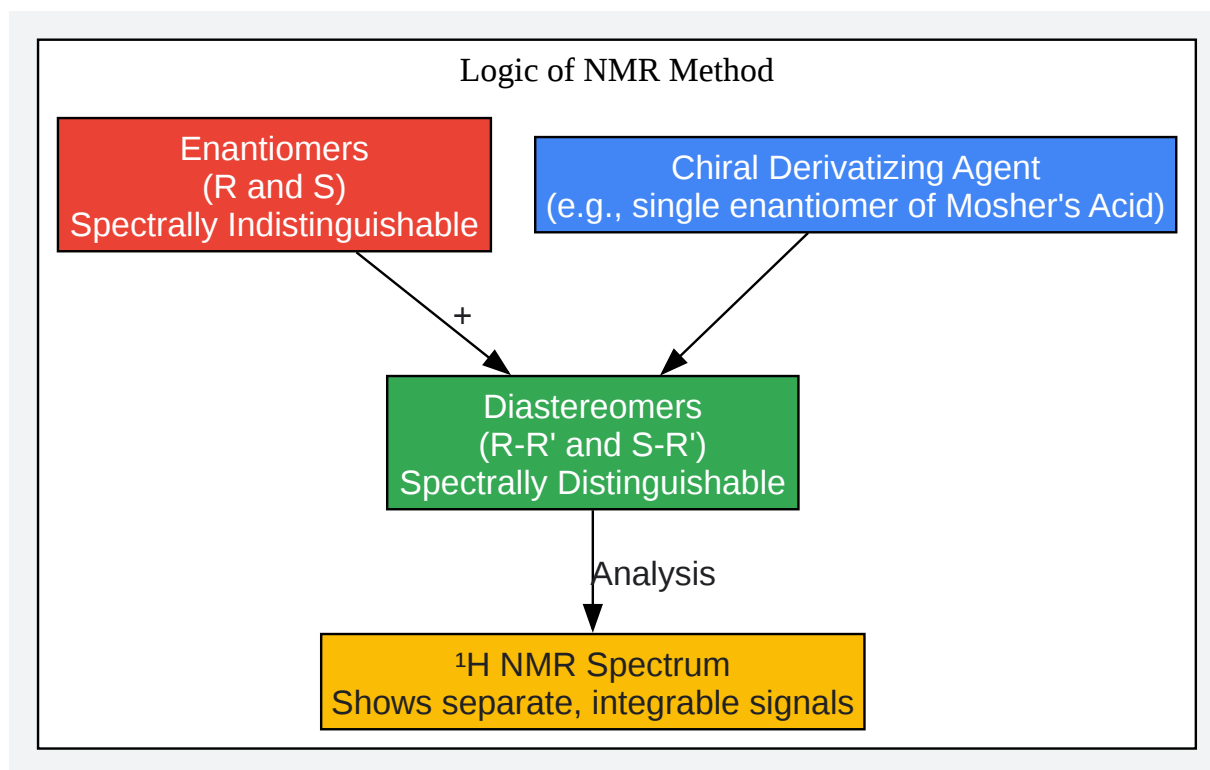 Logic of NMR Method
Enantiomers
(R and S)
Spectrally Indistinguishable
Chiral Derivatizing Agent
(e.g., single enantiomer of Mosher's Acid)
+
Diastereomers
(R-R' and S-R')
Spectrally Distinguishable
Analysis
¹H NMR Spectrum
Shows separate, integrable signals